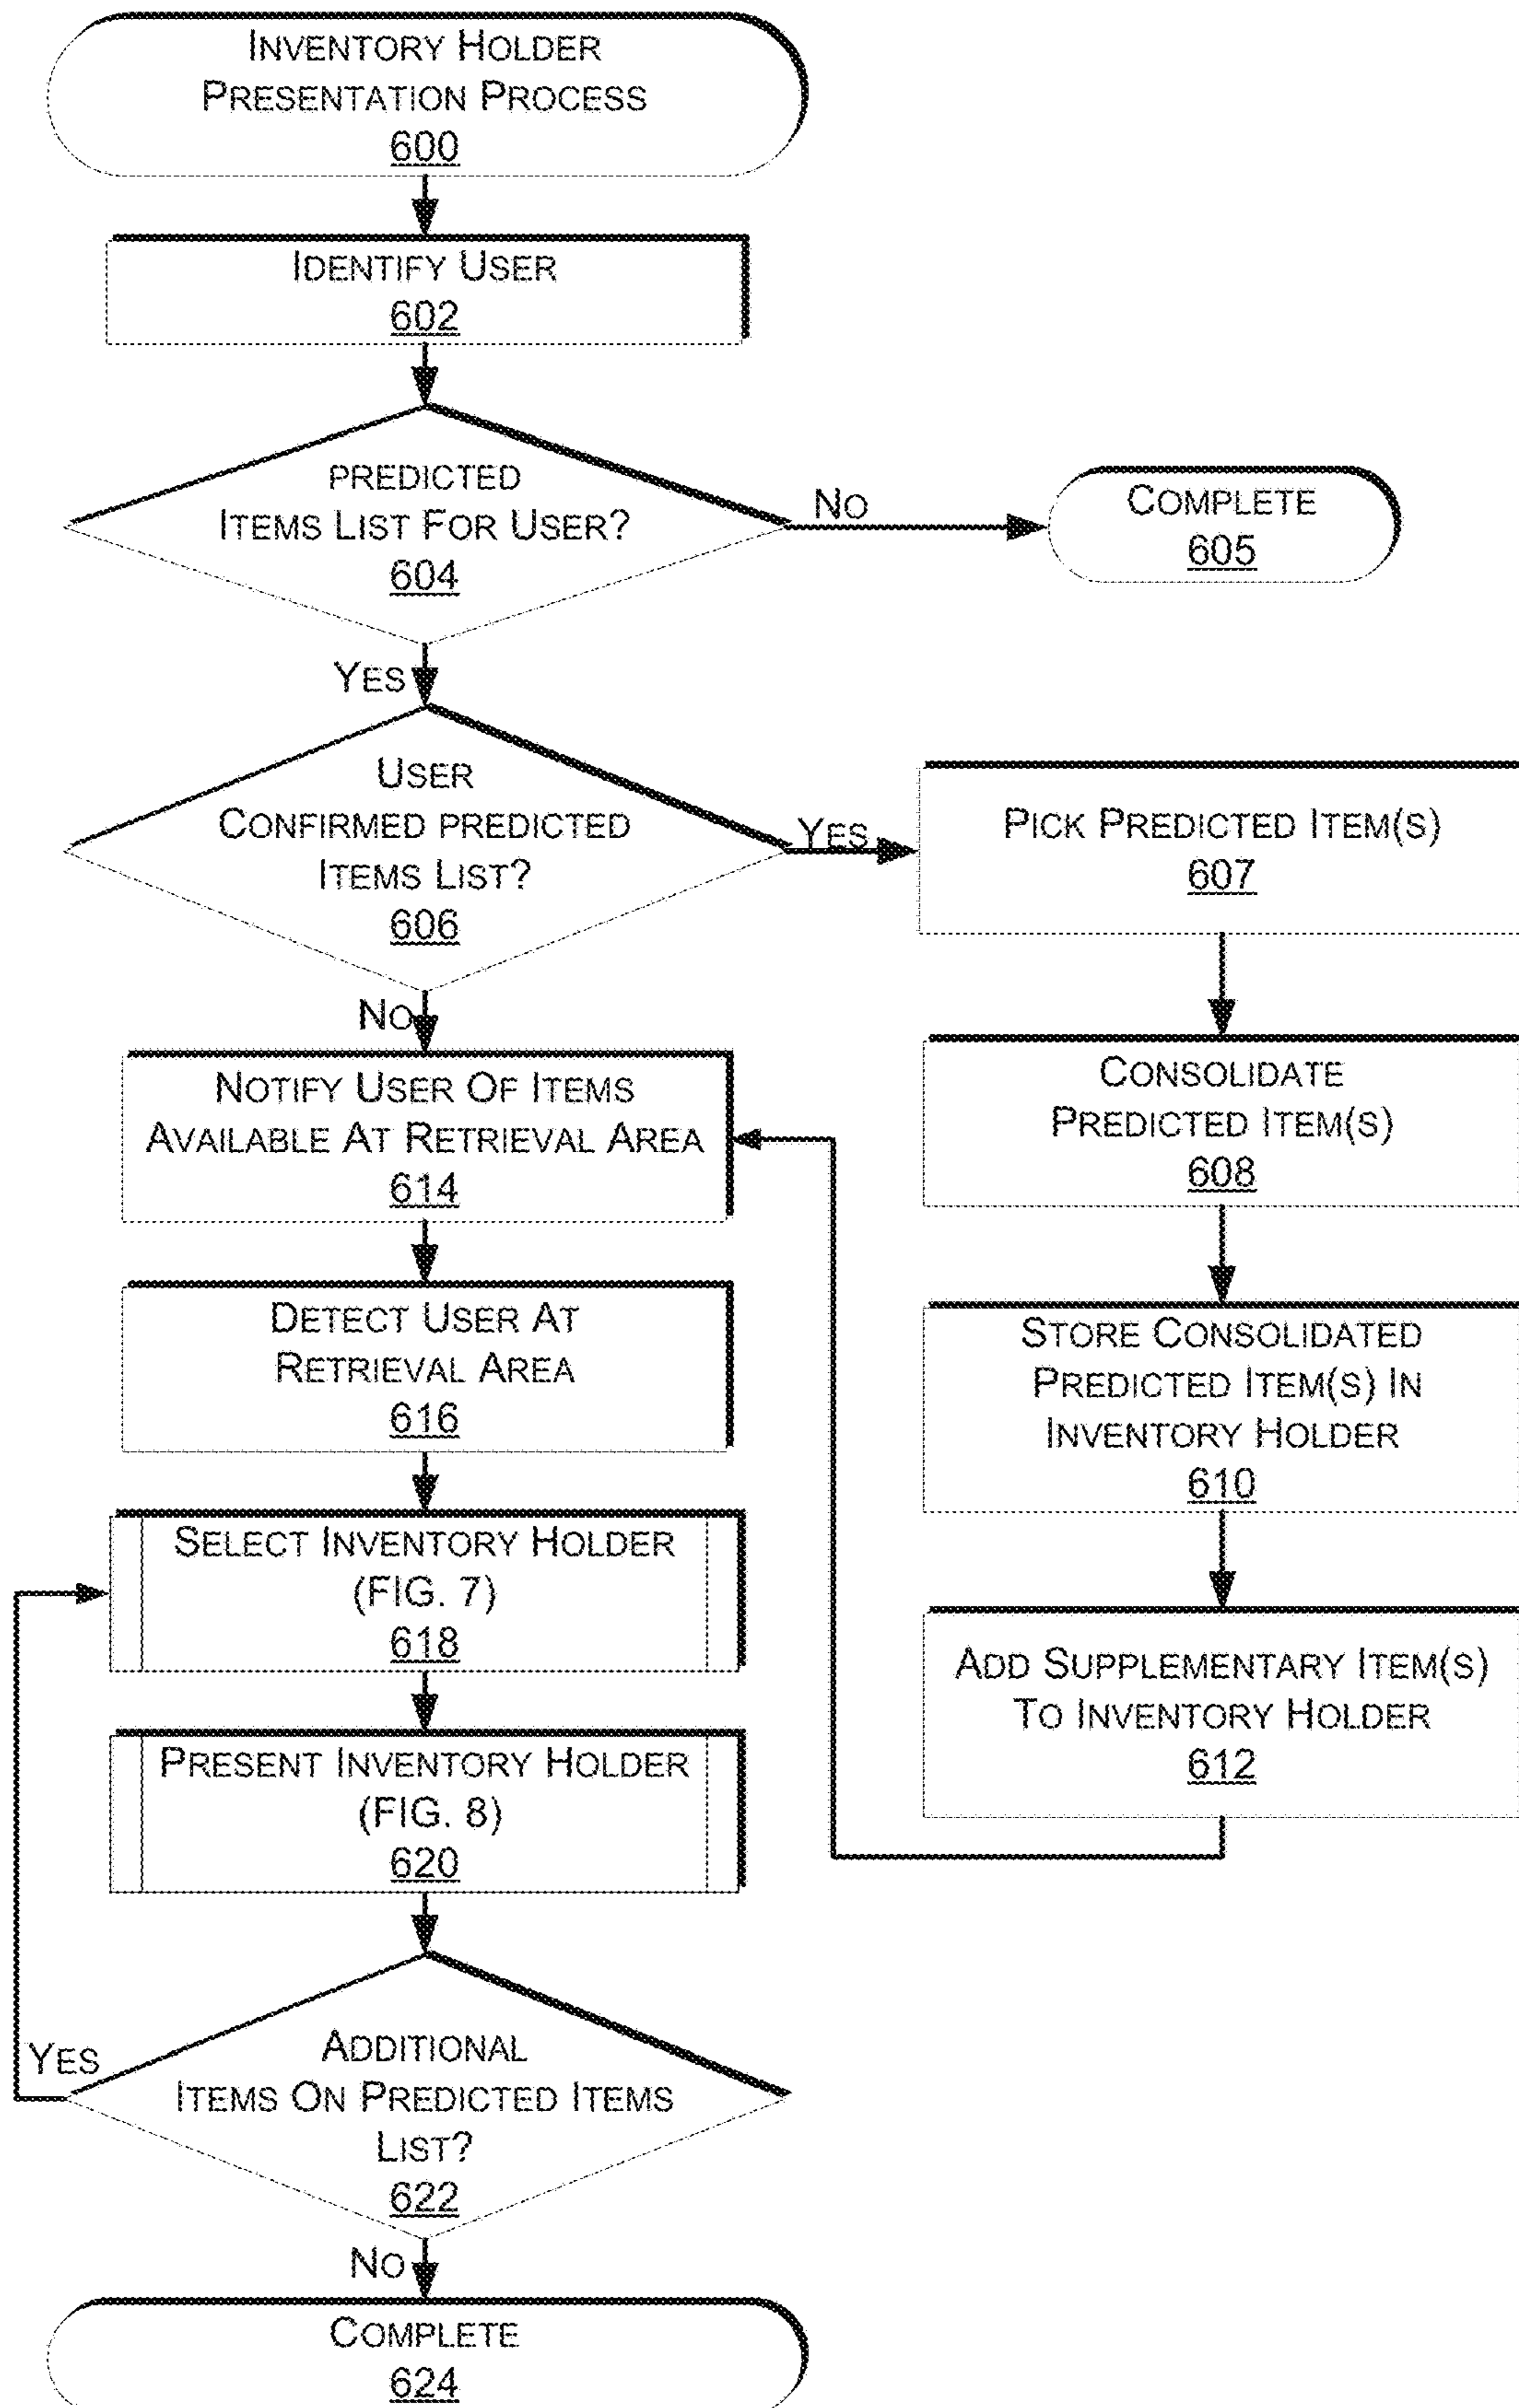 INVENTORY HOLDER
PRESENTATION PROCESS
600
IDENTIFY USER
602
PREDICTED
ITEMS LIST FOR USER?
604
NO
COMPLETE
605
YES
USER
CONFIRMED PREDICTED
ITEMS LIST?
606
YES
PICK PREDICTED ITEM(S)
607
NO
CONSOLIDATE
PREDICTED ITEM(S)
608
STORE CONSOLIDATED
PREDICTED ITEM(S) IN
INVENTORY HOLDER
610
ADD SUPPLEMENTARY ITEM(S)
TO INVENTORY HOLDER
612
NOTIFY USER OF ITEMS
AVAILABLE AT RETRIEVAL AREA
614
DETECT USER AT
RETRIEVAL AREA
616
SELECT INVENTORY HOLDER
(FIG. 7)
618
PRESENT INVENTORY HOLDER
(FIG. 8)
620
YES
ADDITIONAL
ITEMS ON PREDICTED ITEMS
LIST?
622
NO
COMPLETE
624